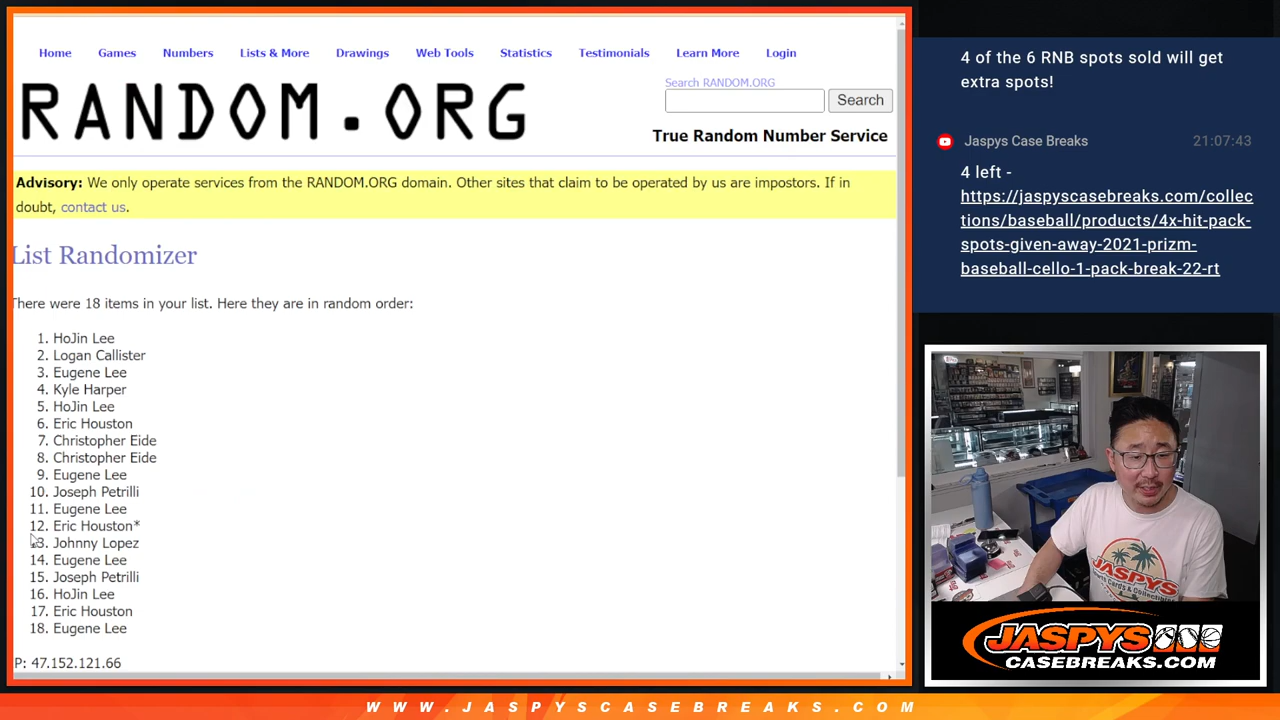 Home Games Numbers Lists & More Drawings Web Tools Statistics Testimonials Learn More Login
RANDOM.ORG
Search RANDOM.ORG
Search
True Random Number Service
Advisory: We only operate services from the RANDOM.ORG domain. Other sites that claim to be operated by us are impostors. If in
doubt, contact us.
List Randomizer
There were 18 items in your list. Here they are in random order:
1. HoJin Lee
2. Logan Callister
3. Eugene Lee
4. Kyle Harper
5. HoJin Lee
6. Eric Houston
7. Christopher Eide
8. Christopher Eide
9. Eugene Lee
10. Joseph Petrilli
11. Eugene Lee
12. Eric Houston*
13. Johnny Lopez
14. Eugene Lee
15. Joseph Petrilli
16. HoJin Lee
17. Eric Houston
18. Eugene Lee
P: 47.152.121.66
4 of the 6 RNB spots sold will get
extra spots!
Jaspys Case Breaks 21:07:43
4 left -
https://jaspyscasebreaks.com/collec
tions/baseball/products/4x-hit-pack-
spots-given-away-2021-prizm-
baseball-cello-1-pack-break-22-rt
JASPYS
JASPYS
CASEBREAKS.COM
WWW.JASPYSCASEBREAKS.COM